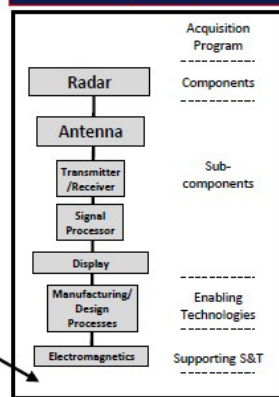 Acquisition
Program
Radar
Components
Antenna
Transmitter
/Receiver
Sub-
components
Signal
Processor
Display
Manufacturing/
Design
Processes
Enabling
Technologies
Electromagnetics
Supporting S&T